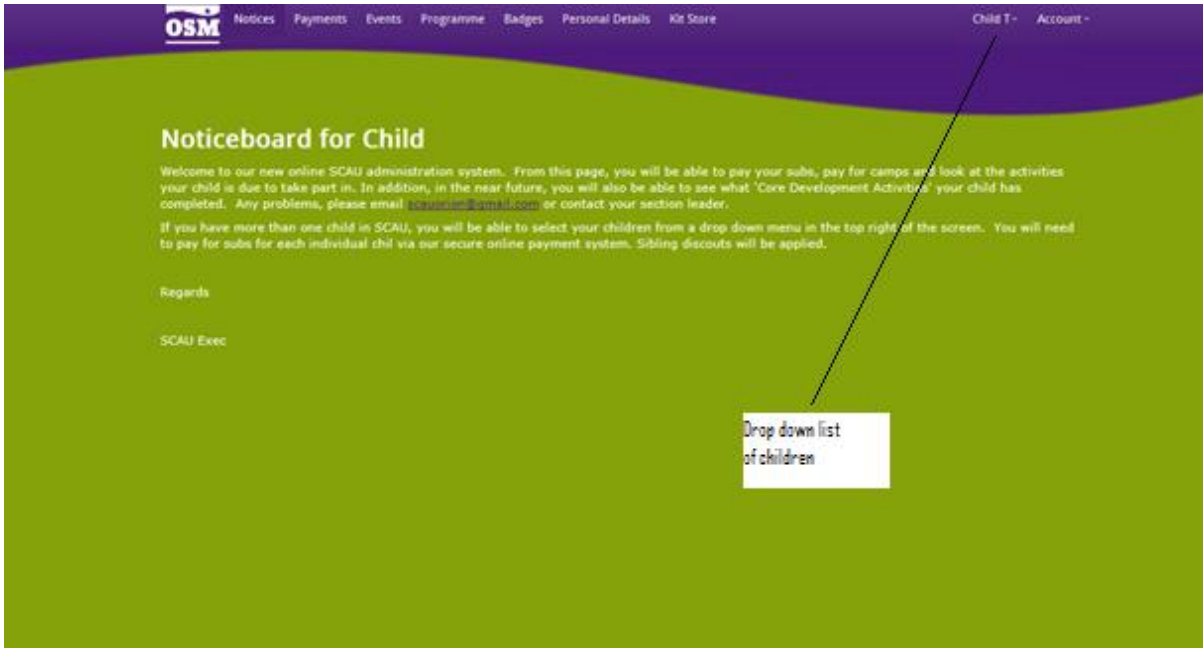 OSM Notices Payments Events Programme Badges Personal Details Kit Store Child T Account
Noticeboard for Child
Welcome to our new online SCAU administration system. From this page, you will be able to pay your subs, pay for camps and look at the activities
your child is due to take part in. In addition, in the near future, you will also be able to see what 'Core Development Activities' your child has
completed. Any problems, please email or contact your section leader.
If you have more than one child in SCAU, you will be able to select your children from a drop down menu in the top right of the screen. You will need
to pay for subs for each individual chil via our secure online payment system. Sibling discouts will be applied.
Regards
SCAU Exec
Drop down list
of children